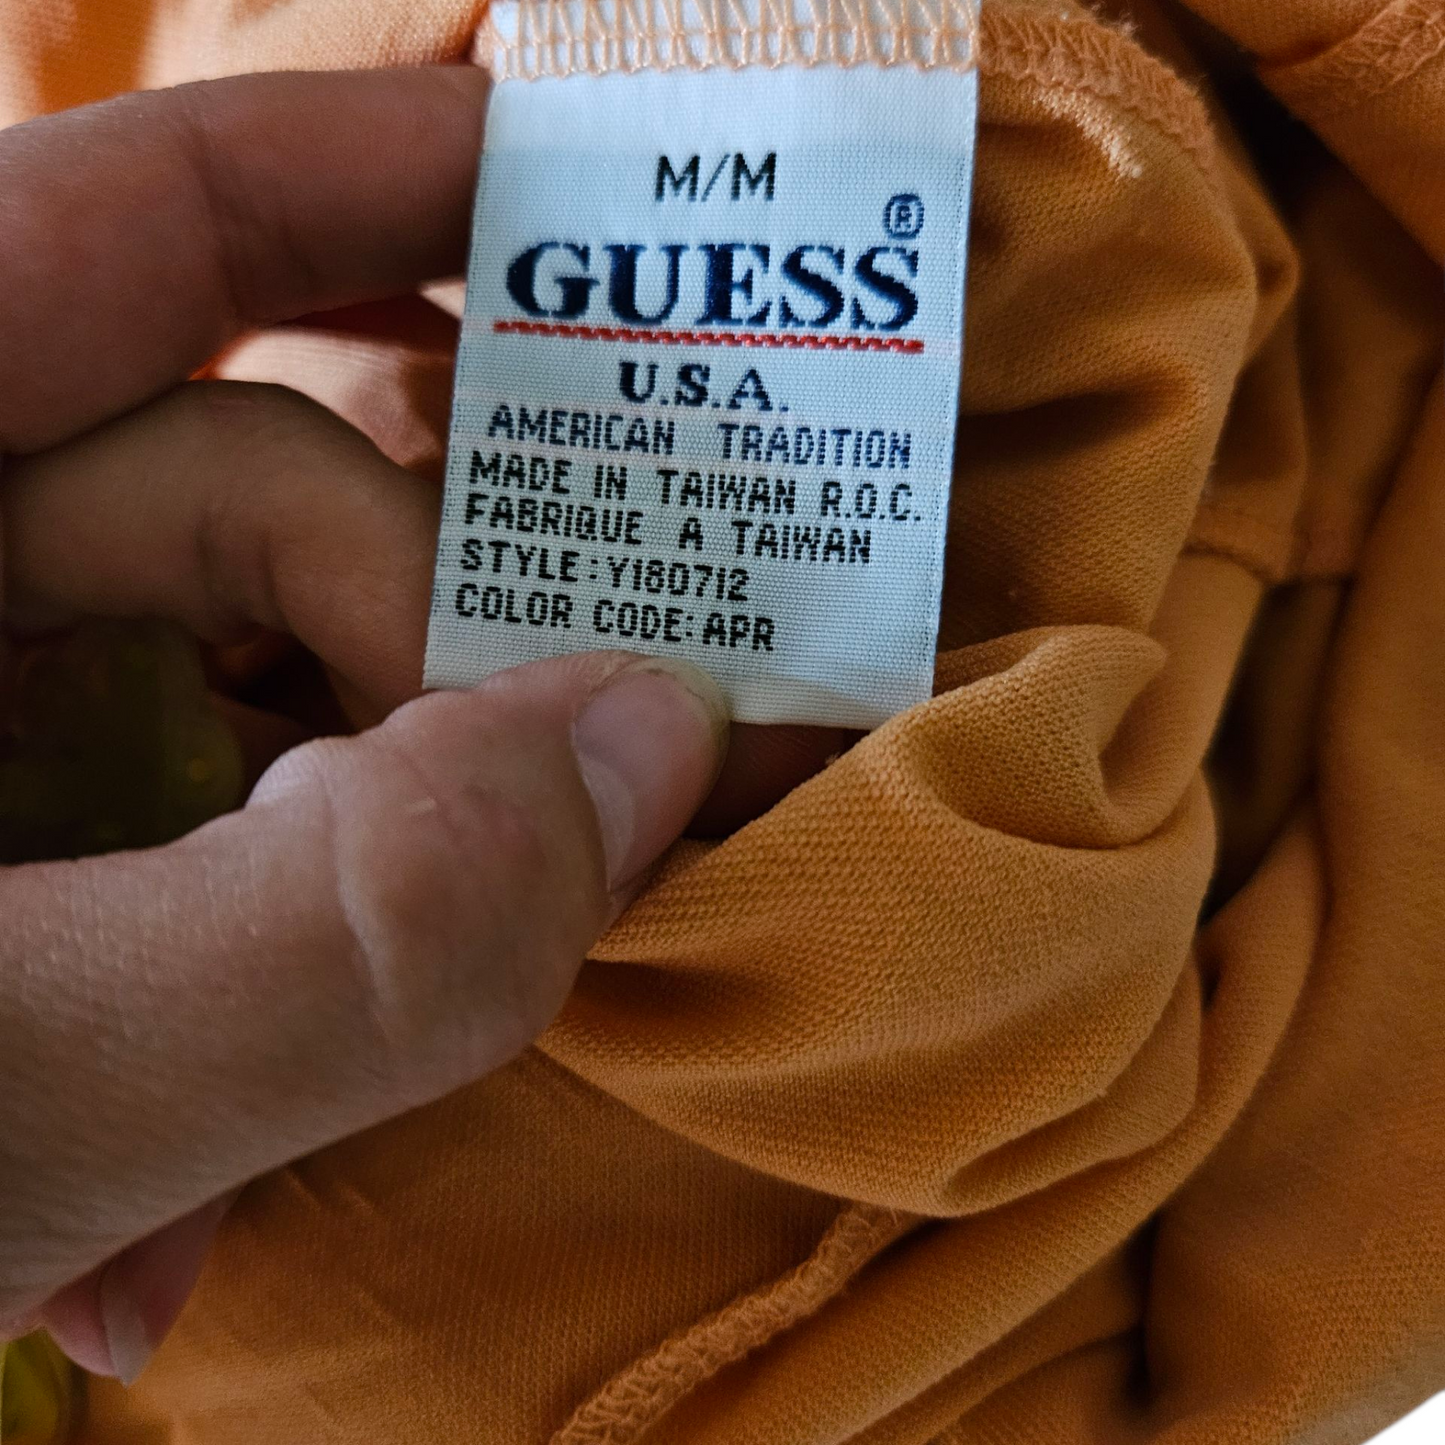 M/M
GUESS®
U.S.A.
AMERICAN TRADITION
MADE IN TAIWAN R.O.C.
FABRIQUE A TAIWAN
STYLE:Y180712
COLOR CODE:APR